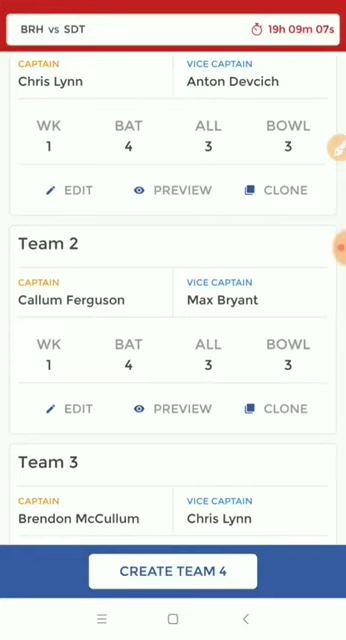 BRH vs SDT 19h 09m 07s
CAPTAIN VICE CAPTAIN
Chris Lynn Anton Devcich
WK BAT ALL BOWL
1 4 3 3
EDIT PREVIEW CLONE
Team 2
CAPTAIN VICE CAPTAIN
Callum Ferguson Max Bryant
WK BAT ALL BOWL
1 4 3 3
EDIT PREVIEW CLONE
Team 3
CAPTAIN VICE CAPTAIN
Brendon McCullum Chris Lynn
CREATE TEAM 4